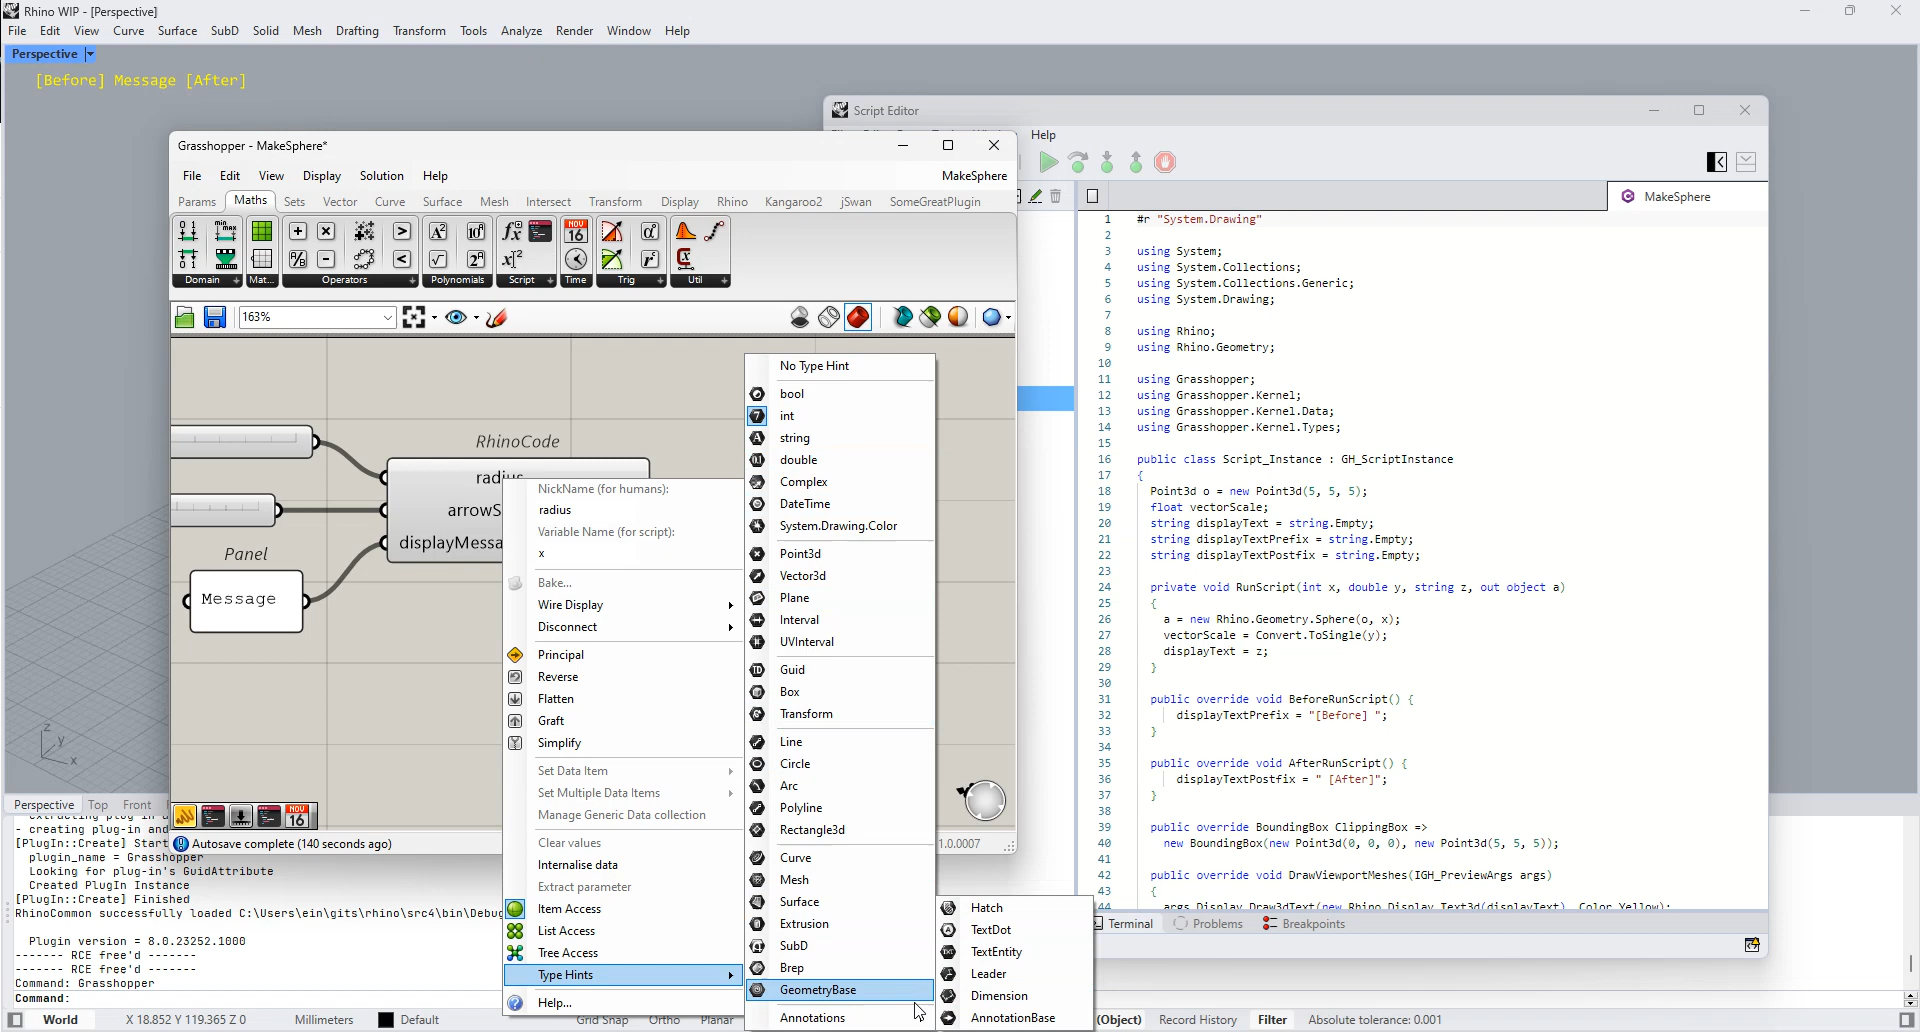 Rhino WIP - [Perspective]
File Edit View Curve Surface SubD Solid Mesh Drafting Transform Tools Analyze Render Window Help
Perspective
[Before] Message [After]
Script Editor
Help
MakeSphere
Grasshopper - MakeSphere*
File Edit View Display Solution Help MakeSphere
Params Maths Sets Vector Curve Surface Mesh Intersect Transform Display Rhino Kangaroo2 jSwan SomeGreatPlugin
Domain Mat... Operators Polynomials Script Time Trig Util
163%
RhinoCode
radius
arrowS
displayMessa
Panel
Message
NickName (for humans):
radius
Variable Name (for script):
x
Bake...
Wire Display
Disconnect
Principal
Reverse
Flatten
Graft
Simplify
Set Data Item
Set Multiple Data Items
Manage Generic Data collection
Clear values
Internalise data
Extract parameter
Item Access
List Access
Tree Access
Type Hints
Help...
No Type Hint
bool
int
string
double
Complex
DateTime
System.Drawing.Color
Point3d
Vector3d
Plane
Interval
UVInterval
Guid
Box
Transform
Line
Circle
Arc
Polyline
Rectangle3d
Curve
Mesh
Surface
Extrusion
SubD
Brep
GeometryBase
Annotations
Hatch
TextDot
TextEntity
Leader
Dimension
AnnotationBase
1 #r "System.Drawing"
2
3 using System;
4 using System.Collections;
5 using System.Collections.Generic;
6 using System.Drawing;
7
8 using Rhino;
9 using Rhino.Geometry;
10
11 using Grasshopper;
12 using Grasshopper.Kernel;
13 using Grasshopper.Kernel.Data;
14 using Grasshopper.Kernel.Types;
15
16 public class Script_Instance : GH_ScriptInstance
17 {
18 Point3d o = new Point3d(5, 5, 5);
19 float vectorScale;
20 string displayText = string.Empty;
21 string displayTextPrefix = string.Empty;
22 string displayTextPostfix = string.Empty;
23
24 private void RunScript(int x, double y, string z, out object a)
25 {
26 a = new Rhino.Geometry.Sphere(o, x);
27 vectorScale = Convert.ToSingle(y);
28 displayText = z;
29 }
30
31 public override void BeforeRunScript() {
32 displayTextPrefix = "[Before] ";
33 }
34
35 public override void AfterRunScript() {
36 displayTextPostfix = " [After]";
37 }
38
39 public override BoundingBox ClippingBox =>
40 new BoundingBox(new Point3d(0, 0, 0), new Point3d(5, 5, 5));
41
42 public override void DrawViewportMeshes(IGH_PreviewArgs args)
43 {
44 args.Display.Draw3dText(new Rhino.Display.Text3d(displayText), Color.Yellow);
Terminal Problems Breakpoints
z
y
x
Perspective Top Front
Autosave complete (140 seconds ago) 1.0.0007
- creating plug-in and
[PlugIn::Create] Start
plugin_name = Grasshopper
Looking for plug-in's GuidAttribute
Created PlugIn Instance
[PlugIn::Create] Finished
RhinoCommon successfully loaded C:\Users\ein\gits\rhino\src4\bin\Debug
Plugin version = 8.0.23252.1000
------- RCE free'd -------
------- RCE free'd -------
Command: Grasshopper
Command:
World X 18.852 Y 119.365 Z 0 Millimeters Default Grid Snap Ortho Planar (Object) Record History Filter Absolute tolerance: 0.001